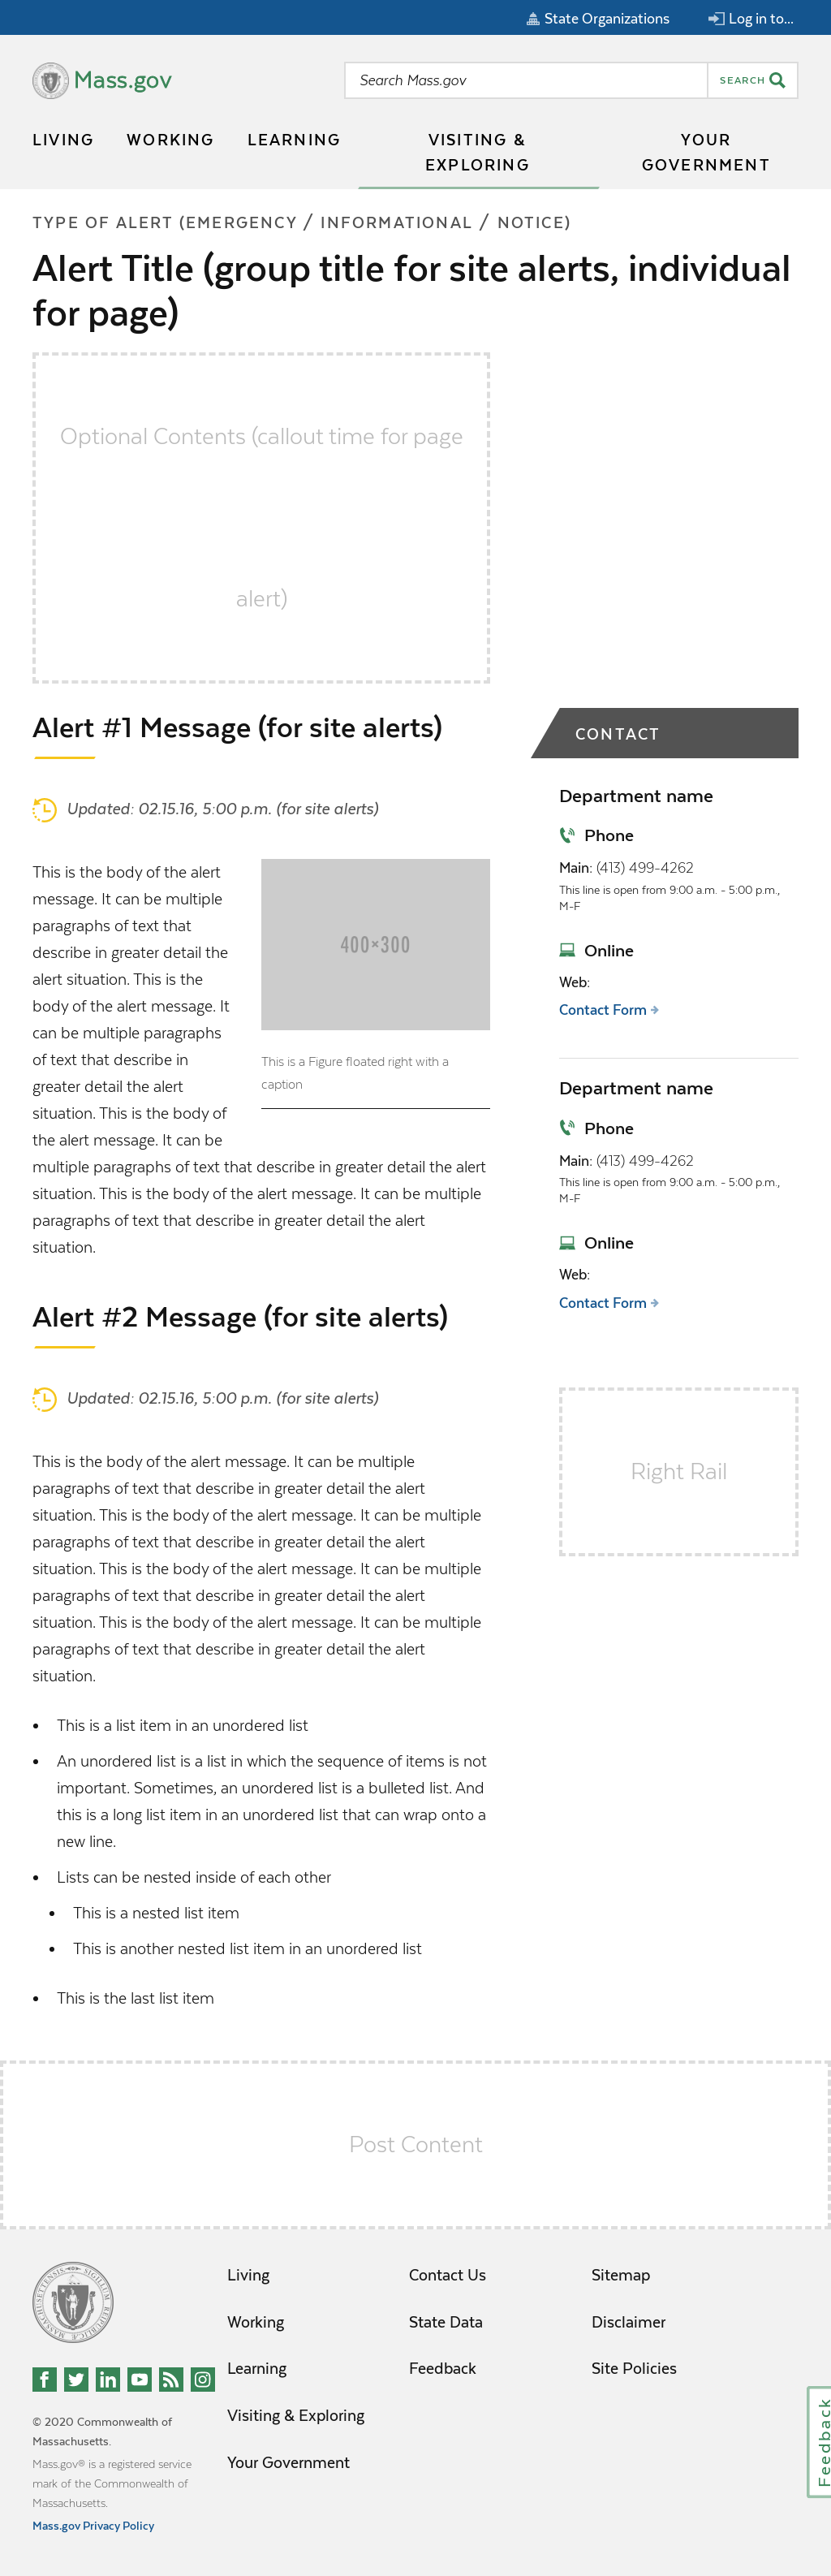 State Organizations
Log in to...
Mass.gov
Search Mass.gov
SEARCH
LIVING
WORKING
LEARNING
VISITING &
EXPLORING
YOUR
GOVERNMENT
TYPE OF ALERT (EMERGENCY / INFORMATIONAL / NOTICE)
Alert Title (group title for site alerts, individual
for page)
Optional Contents (callout time for page
alert)
Alert #1 Message (for site alerts)
Updated: 02.15.16, 5:00 p.m. (for site alerts)
This is the body of the alert
message. It can be multiple
paragraphs of text that
describe in greater detail the
alert situation. This is the
body of the alert message. It
can be multiple paragraphs
of text that describe in
greater detail the alert
situation. This is the body of
the alert message. It can be
multiple paragraphs of text that describe in greater detail the alert
situation. This is the body of the alert message. It can be multiple
paragraphs of text that describe in greater detail the alert
situation.
400×300
This is a Figure floated right with a
caption
Alert #2 Message (for site alerts)
Updated: 02.15.16, 5:00 p.m. (for site alerts)
This is the body of the alert message. It can be multiple
paragraphs of text that describe in greater detail the alert
situation. This is the body of the alert message. It can be multiple
paragraphs of text that describe in greater detail the alert
situation. This is the body of the alert message. It can be multiple
paragraphs of text that describe in greater detail the alert
situation. This is the body of the alert message. It can be multiple
paragraphs of text that describe in greater detail the alert
situation.
This is a list item in an unordered list
An unordered list is a list in which the sequence of items is not
important. Sometimes, an unordered list is a bulleted list. And
this is a long list item in an unordered list that can wrap onto a
new line.
Lists can be nested inside of each other
This is a nested list item
This is another nested list item in an unordered list
This is the last list item
CONTACT
Department name
Phone
Main: (413) 499-4262
This line is open from 9:00 a.m. - 5:00 p.m.,
M-F
Online
Web:
Contact Form
Department name
Phone
Main: (413) 499-4262
This line is open from 9:00 a.m. - 5:00 p.m.,
M-F
Online
Web:
Contact Form
Right Rail
Post Content
© 2020 Commonwealth of
Massachusetts.
Mass.gov® is a registered service
mark of the Commonwealth of
Massachusetts.
Mass.gov Privacy Policy
Living
Working
Learning
Visiting & Exploring
Your Government
Contact Us
State Data
Feedback
Sitemap
Disclaimer
Site Policies
Feedback